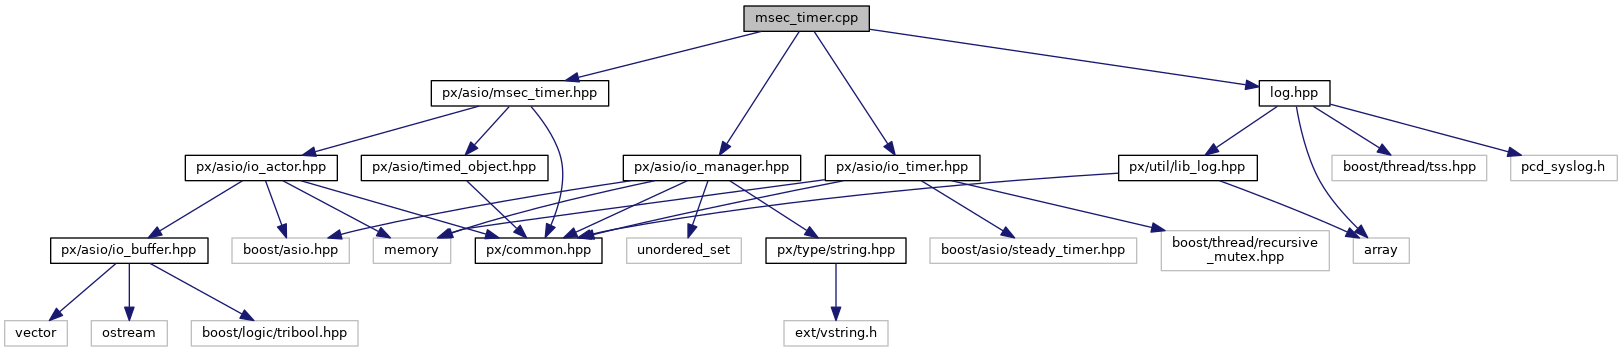 msec_timer.cpp
px/asio/msec_timer.hpp
log.hpp
px/asio/io_actor.hpp
px/asio/timed_object.hpp
px/asio/io_manager.hpp
px/asio/io_timer.hpp
px/util/lib_log.hpp
boost/thread/tss.hpp
pcd_syslog.h
px/asio/io_buffer.hpp
boost/asio.hpp
memory
px/common.hpp
unordered_set
px/type/string.hpp
boost/asio/steady_timer.hpp
boost/thread/recursive
_mutex.hpp
array
vector
ostream
boost/logic/tribool.hpp
ext/vstring.h